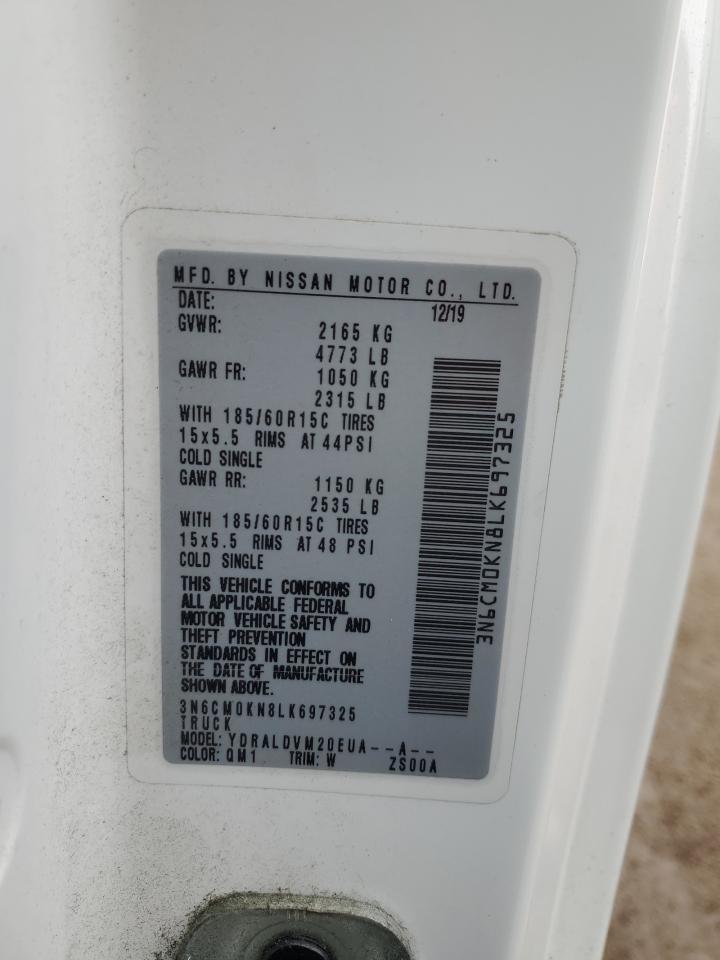 MFD. BY NISSAN MOTOR CO., LTD.
DATE: 12/19
GVWR: 2165 KG
4773 LB
GAWR FR: 1050 KG
2315 LB
WITH 185/60R15C TIRES
15x5.5 RIMS AT 44PSI
COLD SINGLE
GAWR RR: 1150 KG
2535 LB
WITH 185/60R15C TIRES
15x5.5 RIMS AT 48 PSI
COLD SINGLE
THIS VEHICLE CONFORMS TO
ALL APPLICABLE FEDERAL
MOTOR VEHICLE SAFETY AND
THEFT PREVENTION
STANDARDS IN EFFECT ON
THE DATE OF MANUFACTURE
SHOWN ABOVE.
3N6CM0KN8LK697325
TRUCK
MODEL: YDRALDVM20EUA--A--
COLOR: QM1 TRIM: W ZS00A
3N6CM0KN8LK697325